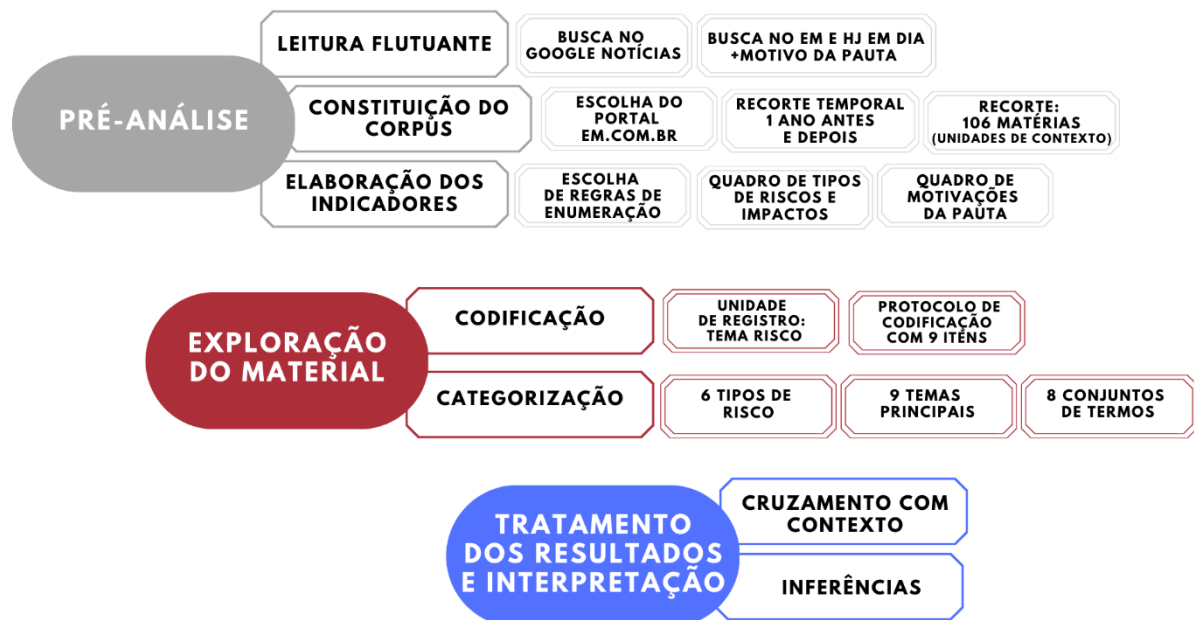 PRÉ-ANÁLISE
LEITURA FLUTUANTE
BUSCA NO
GOOGLE NOTÍCIAS
BUSCA NO EM E HJ EM DIA
+MOTIVO DA PAUTA
CONSTITUIÇÃO DO
CORPUS
ESCOLHA DO
PORTAL
EM.COM.BR
RECORTE TEMPORAL
1 ANO ANTES
E DEPOIS
RECORTE:
106 MATÉRIAS
(UNIDADES DE CONTEXTO)
ELABORAÇÃO DOS
INDICADORES
ESCOLHA
DE REGRAS DE
ENUMERAÇÃO
QUADRO DE TIPOS
DE RISCOS E
IMPACTOS
QUADRO DE
MOTIVAÇÕES
DA PAUTA
EXPLORAÇÃO
DO MATERIAL
CODIFICAÇÃO
UNIDADE
DE REGISTRO:
TEMA RISCO
PROTOCOLO DE
CODIFICAÇÃO
COM 9 ITENS
CATEGORIZAÇÃO
6 TIPOS DE
RISCO
9 TEMAS
PRINCIPAIS
8 CONJUNTOS
DE TERMOS
TRATAMENTO
DOS RESULTADOS
E INTERPRETAÇÃO
CRUZAMENTO COM
CONTEXTO
INFERÊNCIAS